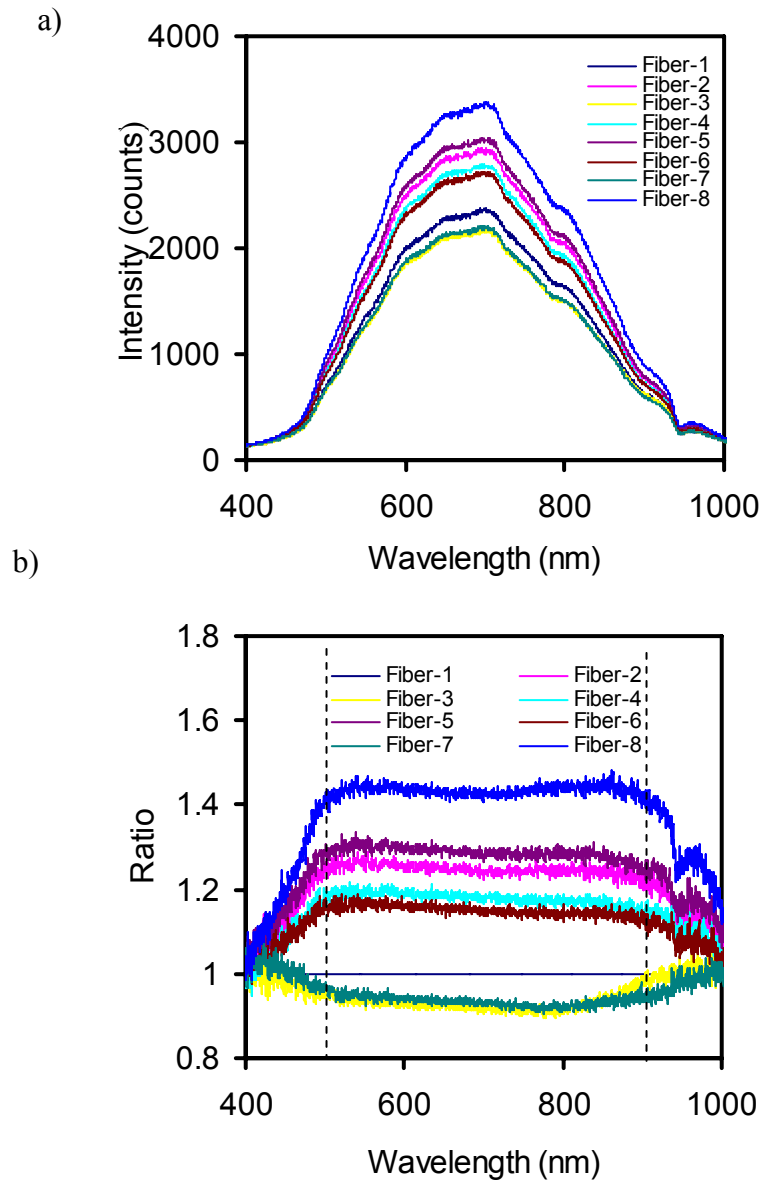 a)
4000
3000
2000
1000
0
Intensity (counts)
Fiber-1
Fiber-2
Fiber-3
Fiber-4
Fiber-5
Fiber-6
Fiber-7
Fiber-8
400 600 800 1000
Wavelength (nm)
b)
1.8
1.6
1.4
1.2
1
0.8
Ratio
Fiber-1 Fiber-2
Fiber-3 Fiber-4
Fiber-5 Fiber-6
Fiber-7 Fiber-8
400 600 800 1000
Wavelength (nm)